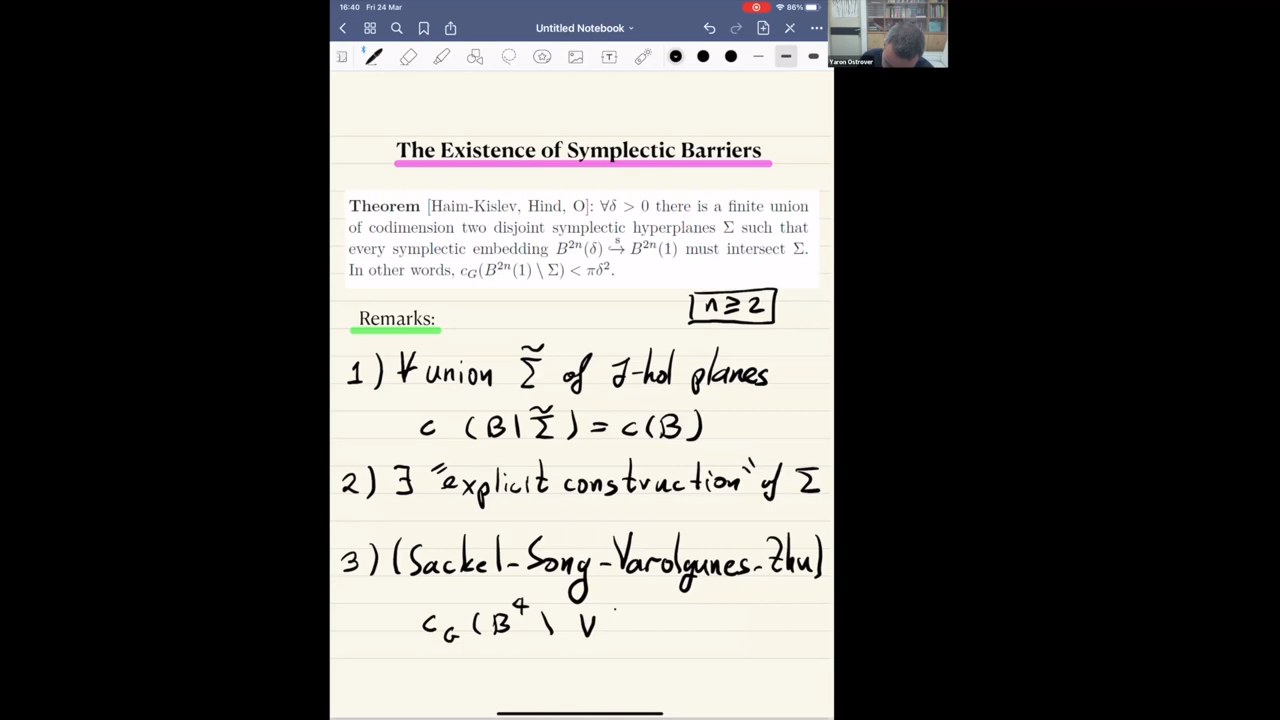 16:40 Fri 24 Mar
86%
Untitled Notebook
Yaron Ostrover
The Existence of Symplectic Barriers
Theorem [Haim-Kislev, Hind, O]: ∀δ > 0 there is a finite union
of codimension two disjoint symplectic hyperplanes Σ such that
every symplectic embedding B²ⁿ(δ) ↪ˢ B²ⁿ(1) must intersect Σ.
In other words, c_G(B²ⁿ(1) \ Σ) < πδ².
n ≥ 2
Remarks:
1) ∀ union Σ̃ of J-hol planes
c (B \ Σ̃) = c(B)
2) ∃ "explicit construction" of Σ
3) (Sackel-Song-Varolgunes-Zhu)
c_G (B⁴ \ V